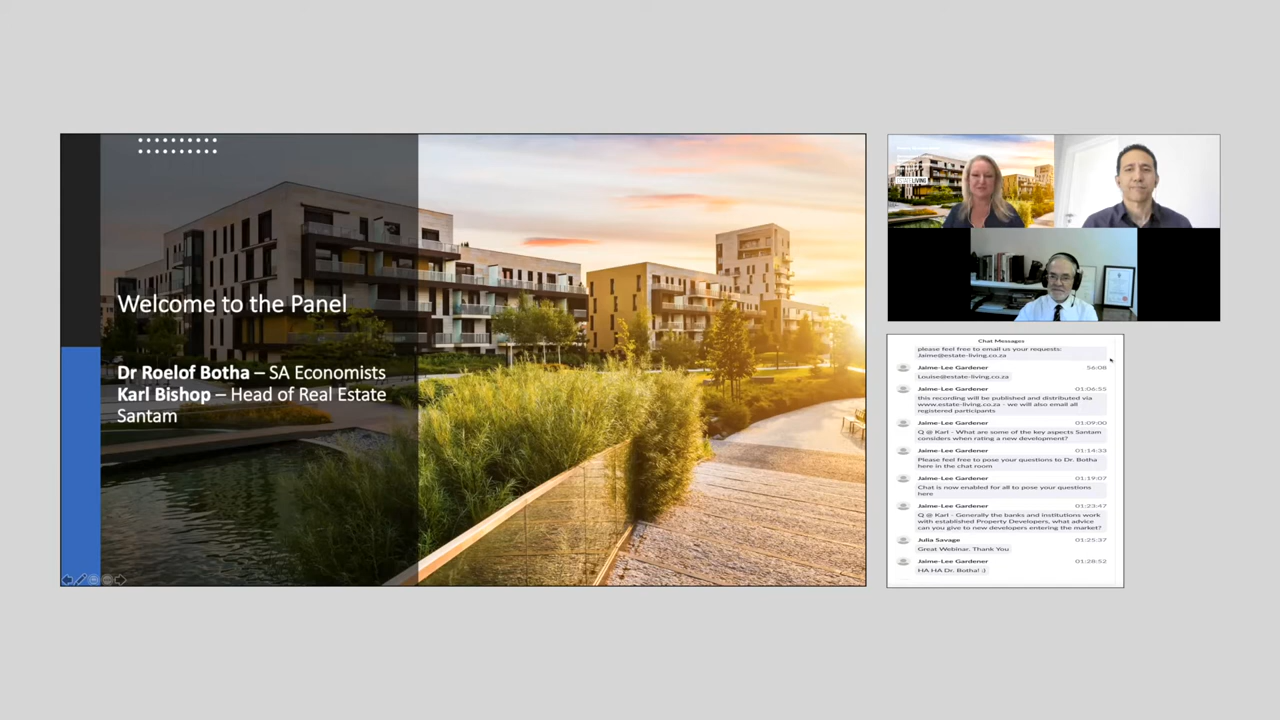 Welcome to the Panel
Dr Roelof Botha – SA Economists
Karl Bishop – Head of Real Estate
Santam
ESTATE LIVING
Chat Messages
please feel free to email us your requests:
Jaime@estate-living.co.za
Jaime-Lee Gardener 56:08
Louise@estate-living.co.za
Jaime-Lee Gardener 01:06:55
this recording will be published and distributed via
www.estate-living.co.za - we will also email all
registered participants
Jaime-Lee Gardener 01:09:00
Q @ Karl - What are some of the key aspects Santam
considers when rating a new development?
Jaime-Lee Gardener 01:14:33
Please feel free to pose your questions to Dr. Botha
here in the chat room
Jaime-Lee Gardener 01:19:07
Chat is now enabled for all to pose your questions
here
Jaime-Lee Gardener 01:23:47
Q @ Karl - Generally the banks and institutions work
with established Property Developers, what advice
can you give to new developers entering the market?
Julia Savage 01:25:37
Great Webinar. Thank You
Jaime-Lee Gardener 01:28:52
HA HA Dr. Botha! :)